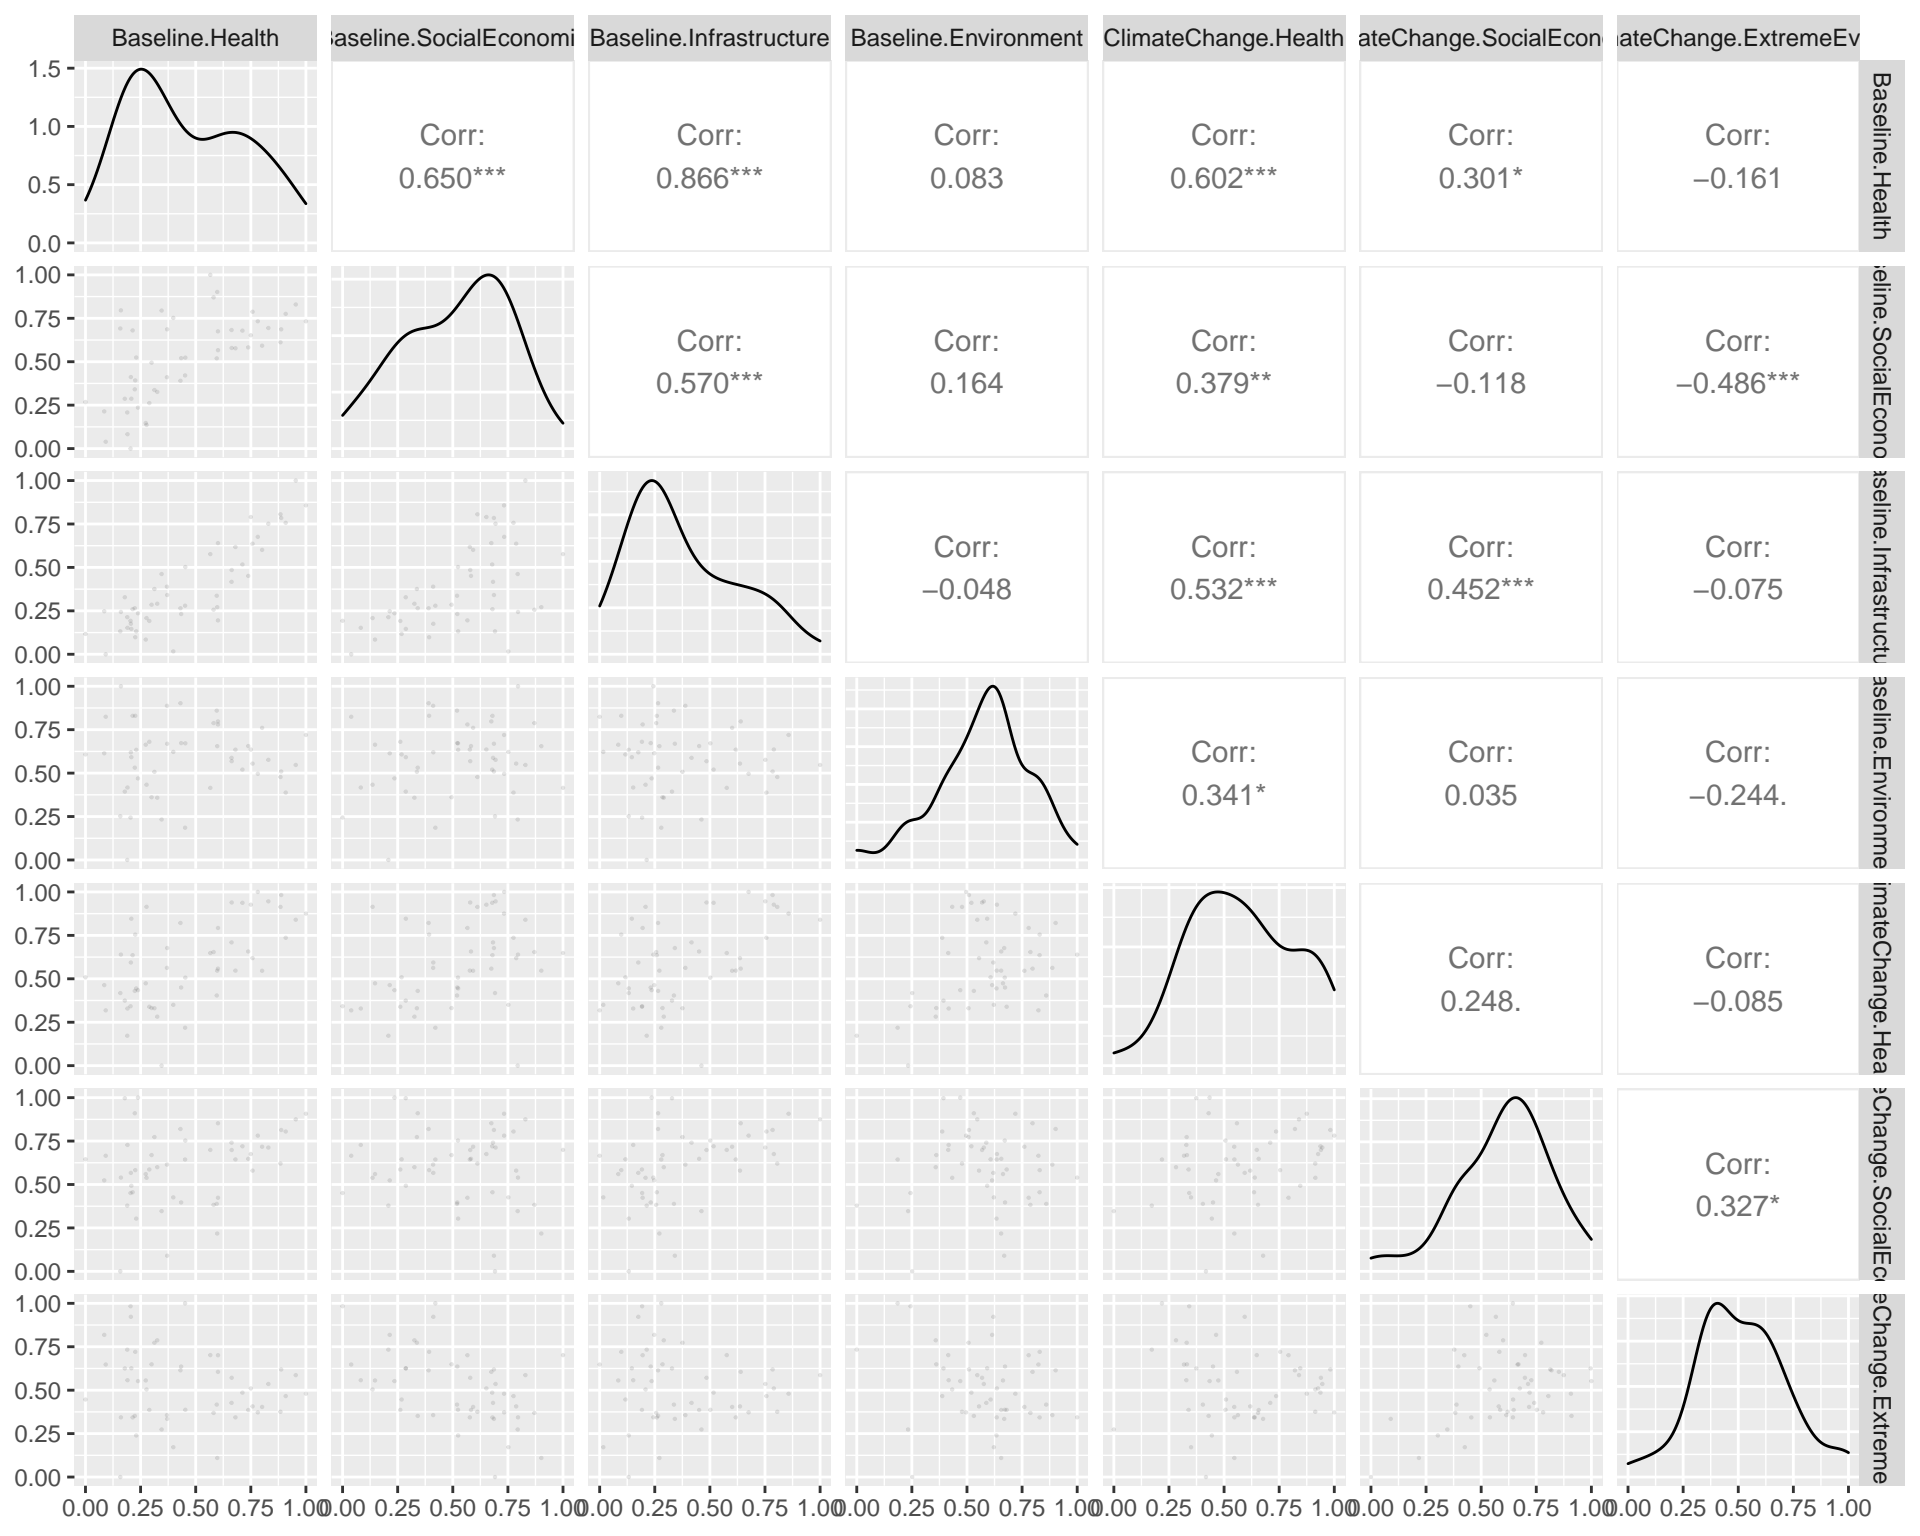 Baseline.Health
Baseline.SocialEconomi
Baseline.Infrastructure
Baseline.Environment
ClimateChange.Health
ateChange.SocialEcon
ateChange.ExtremeEv
1.5
1.0
0.5
0.0
Corr:
0.650***
Corr:
0.866***
Corr:
0.083
Corr:
0.602***
Corr:
0.301*
Corr:
−0.161
Baseline.Health
1.00
0.75
0.50
0.25
0.00
Corr:
0.570***
Corr:
0.164
Corr:
0.379**
Corr:
−0.118
Corr:
−0.486***
eline.SocialEcono
1.00
0.75
0.50
0.25
0.00
Corr:
−0.048
Corr:
0.532***
Corr:
0.452***
Corr:
−0.075
aseline.Infrastructu
1.00
0.75
0.50
0.25
0.00
Corr:
0.341*
Corr:
0.035
Corr:
−0.244.
aseline.Environme
1.00
0.75
0.50
0.25
0.00
Corr:
0.248.
Corr:
−0.085
imateChange.Hea
1.00
0.75
0.50
0.25
0.00
Corr:
0.327*
eChange.SocialEco
1.00
0.75
0.50
0.25
0.00
eChange.Extreme
0.00 0.25 0.50 0.75 1.00
0.00 0.25 0.50 0.75 1.00
0.00 0.25 0.50 0.75 1.00
0.00 0.25 0.50 0.75 1.00
0.00 0.25 0.50 0.75 1.00
0.00 0.25 0.50 0.75 1.00
0.00 0.25 0.50 0.75 1.00